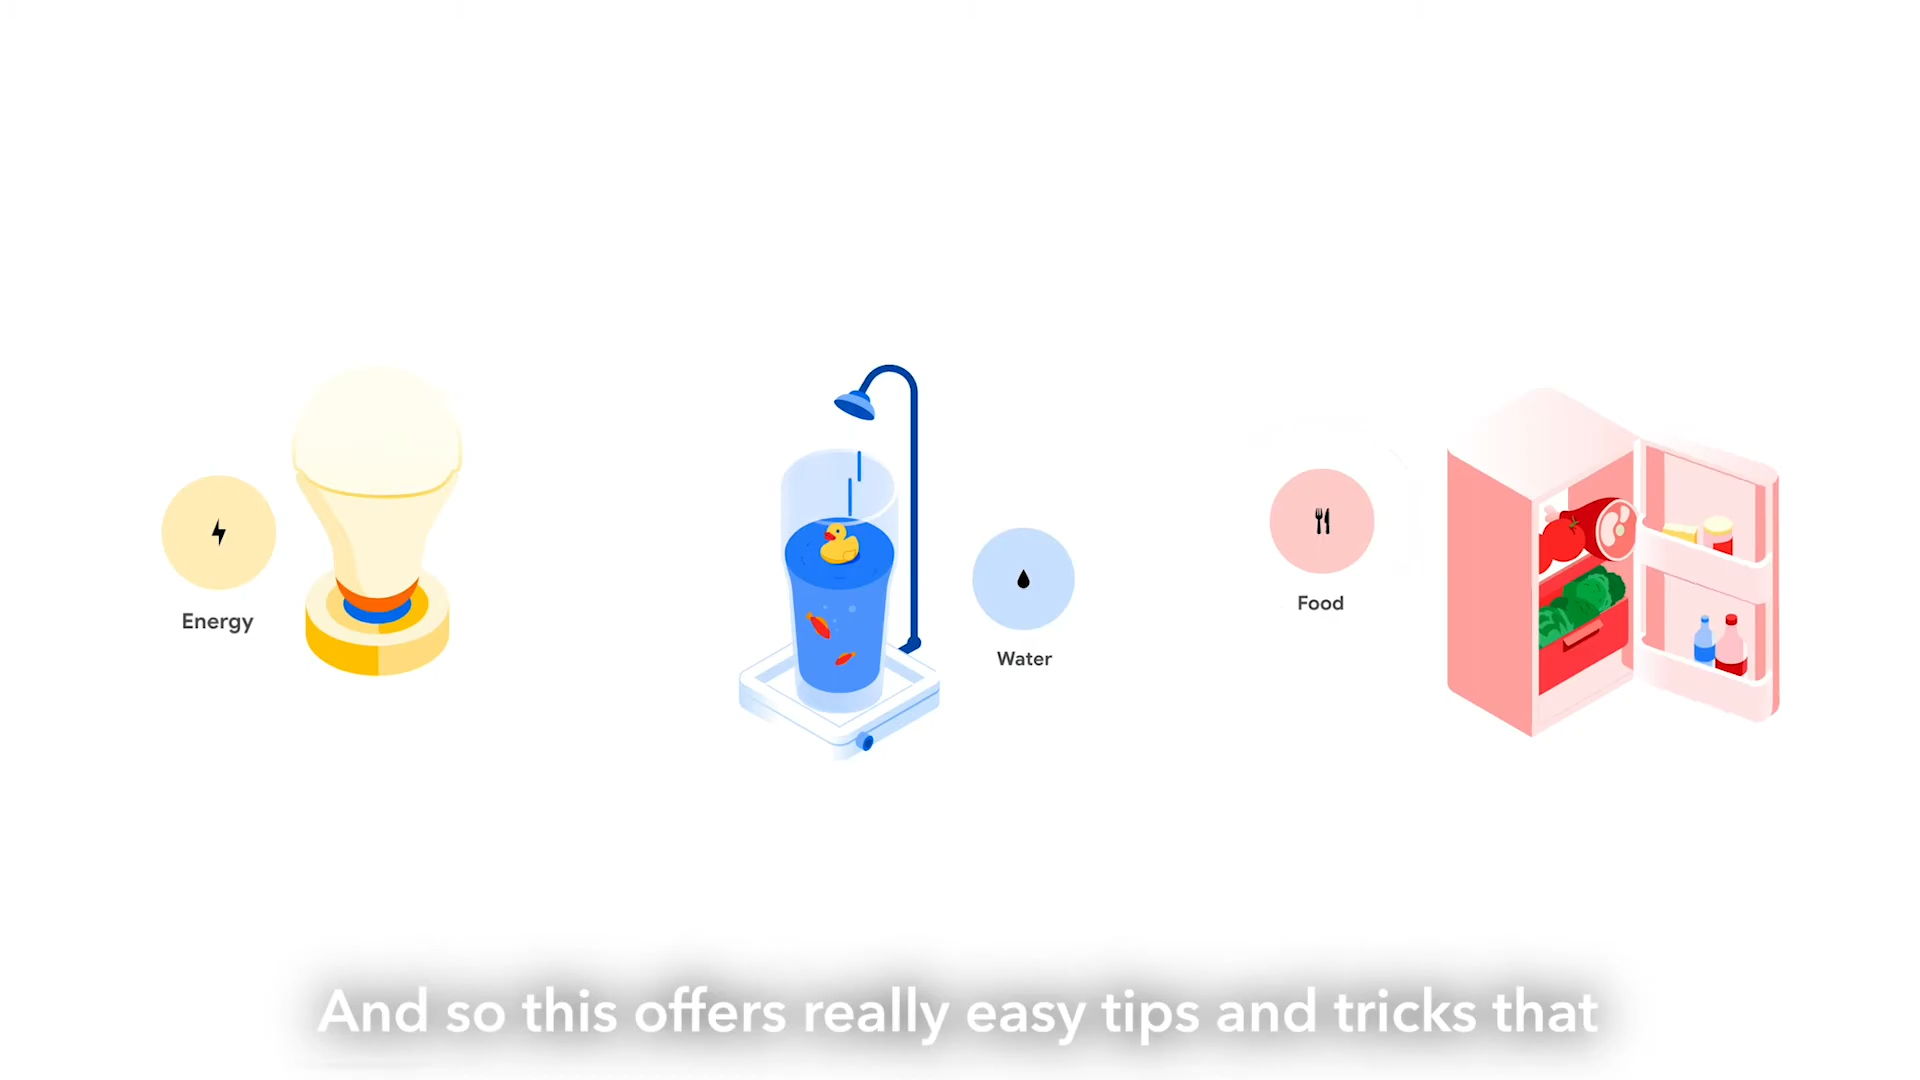 Energy
Water
Food
And so this offers really easy tips and tricks that